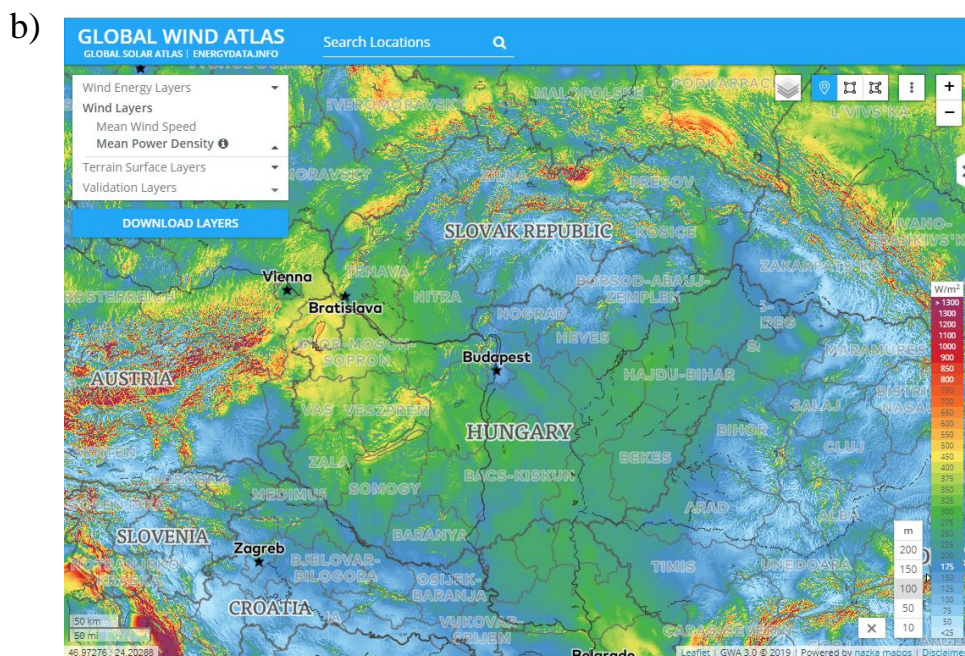 b)
GLOBAL WIND ATLAS
GLOBAL SOLAR ATLAS | ENERGYDATA.INFO
Search Locations
Wind Energy Layers
Wind Layers
Mean Wind Speed
Mean Power Density
Terrain Surface Layers
Validation Layers
DOWNLOAD LAYERS
MALOPOLSKE
L'VIVS'KA
MORAVSKY
ZILINA
PRESOV
SLOVAK REPUBLIC
KOSICE
ZAKARPATS'KA
Vienna
TRNAVA
Bratislava
NITRA
BORSOD-ABAUJ-
ZEMPLEN
NOGRAD
HEVES
GYOR-MOSON-
SOPRON
Budapest
HAJDU-BIHAR
AUSTRIA
SALAJ
VAS
VESZPREM
HUNGARY
BIHOR
CLUJ
ZALA
BEKES
SOMOGY
BACS-KISKUN
ARAD
ALBA
BARANYA
SLOVENIA
Zagreb
BJELOVAR-
BILOGORA
TIMIS
OSIJEK-
BARANJA
CROATIA
VUKOVAR-
Belgrade
W/m²
> 1300
1300
1200
1100
1000
900
850
800
750
700
650
600
550
500
450
400
375
350
325
300
275
250
225
200
175
150
125
100
75
50
<25
m
200
150
100
50
10
50 km
50 mi
46.97276 : 24.20288
Leaflet | GWA 3.0 © 2019 | Powered by nazka mapps | Disclaimer